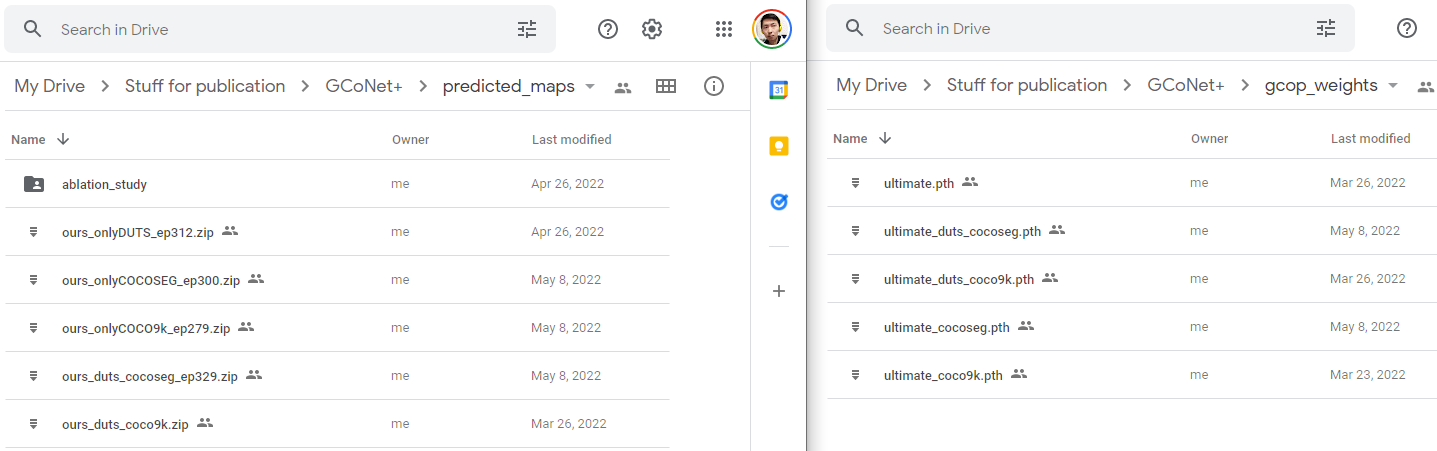 Search in Drive
My Drive > Stuff for publication > GCoNet+ > predicted_maps
Name Owner Last modified
ablation_study me Apr 26, 2022
ours_onlyDUTS_ep312.zip me Apr 26, 2022
ours_onlyCOCOSEG_ep300.zip me May 8, 2022
ours_onlyCOCO9k_ep279.zip me May 8, 2022
ours_duts_cocoseg_ep329.zip me May 8, 2022
ours_duts_coco9k.zip me Mar 26, 2022
31
Search in Drive
My Drive > Stuff for publication > GCoNet+ > gcop_weights
Name Owner Last modified
ultimate.pth me Mar 26, 2022
ultimate_duts_cocoseg.pth me May 8, 2022
ultimate_duts_coco9k.pth me Mar 26, 2022
ultimate_cocoseg.pth me May 8, 2022
ultimate_coco9k.pth me Mar 23, 2022